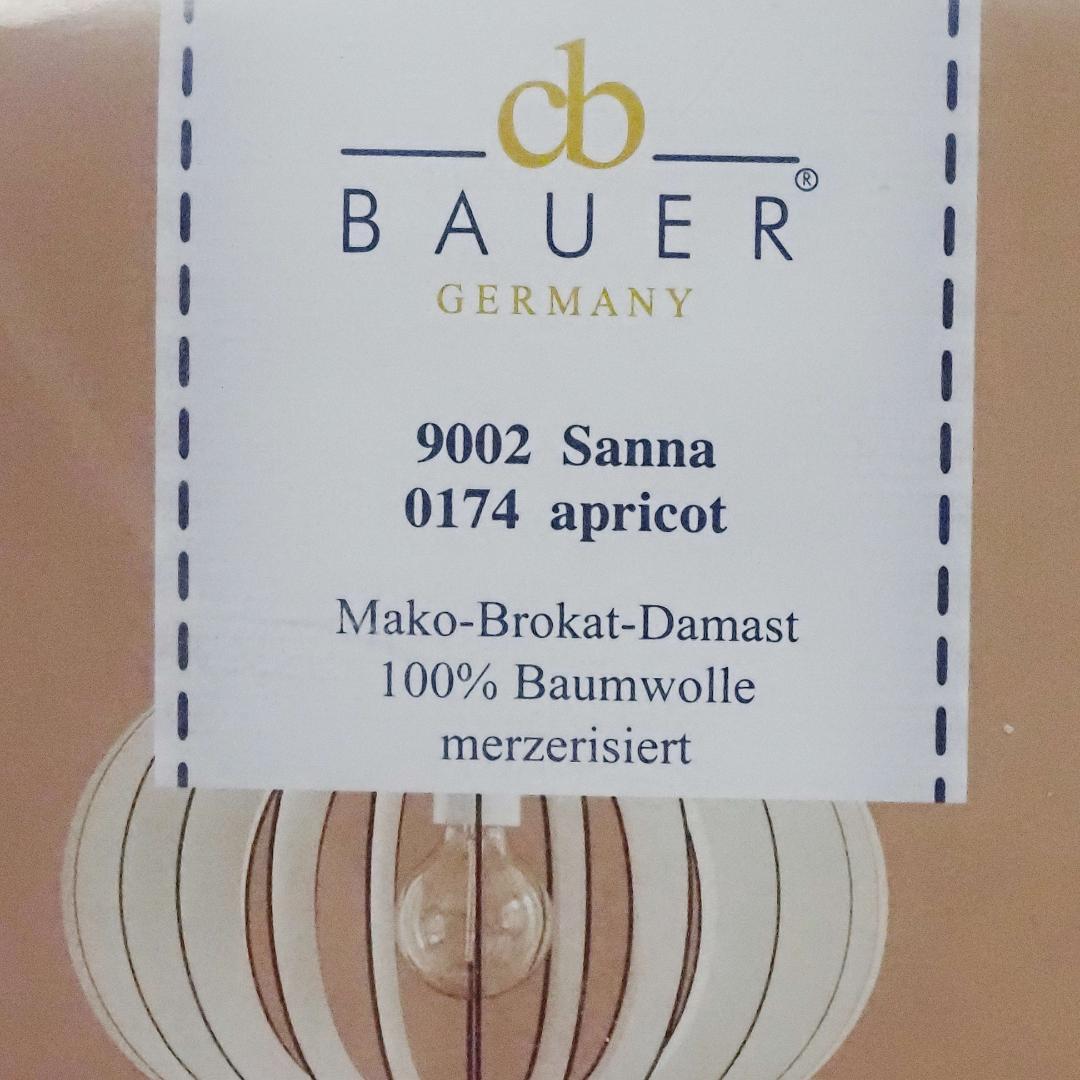 cb
BAUER®
GERMANY
9002 Sanna
0174 apricot
Mako-Brokat-Damast
100% Baumwolle
merzerisiert